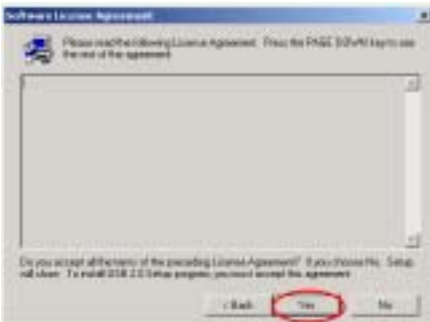 Software License Agreement
Please read the following License Agreement. Press the PAGE DOWN key to see
the rest of the agreement.
Do you accept all the terms of the preceding License Agreement? If you choose No, Setup
will close. To install USB 2.0 Setup program, you must accept this agreement.
< Back
Yes
No